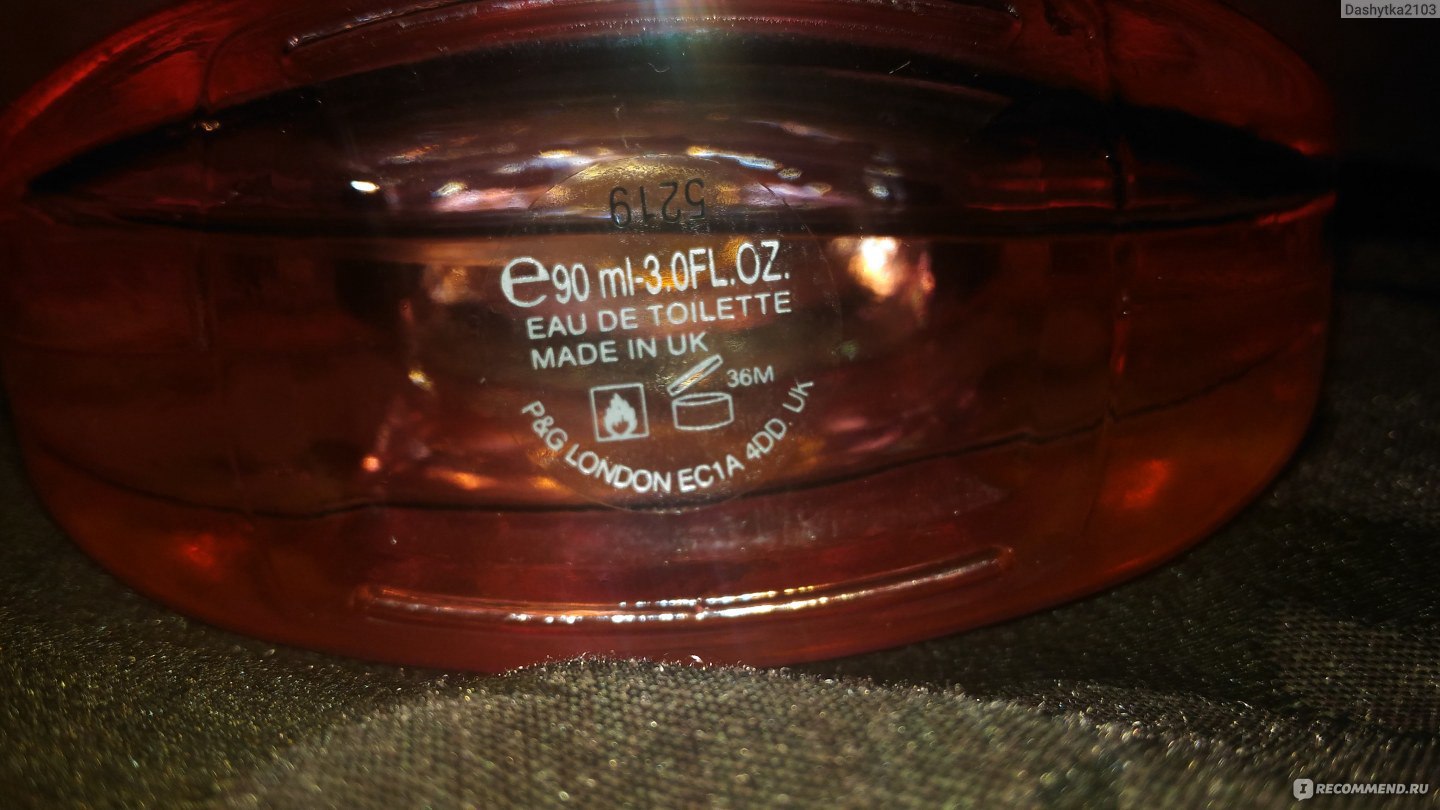 Dashytka2103
5219
e90 ml-3.0FL.OZ.
EAU DE TOILETTE
MADE IN UK
36M
P&G LONDON EC1A 4DD. UK
I RECOMMEND.RU